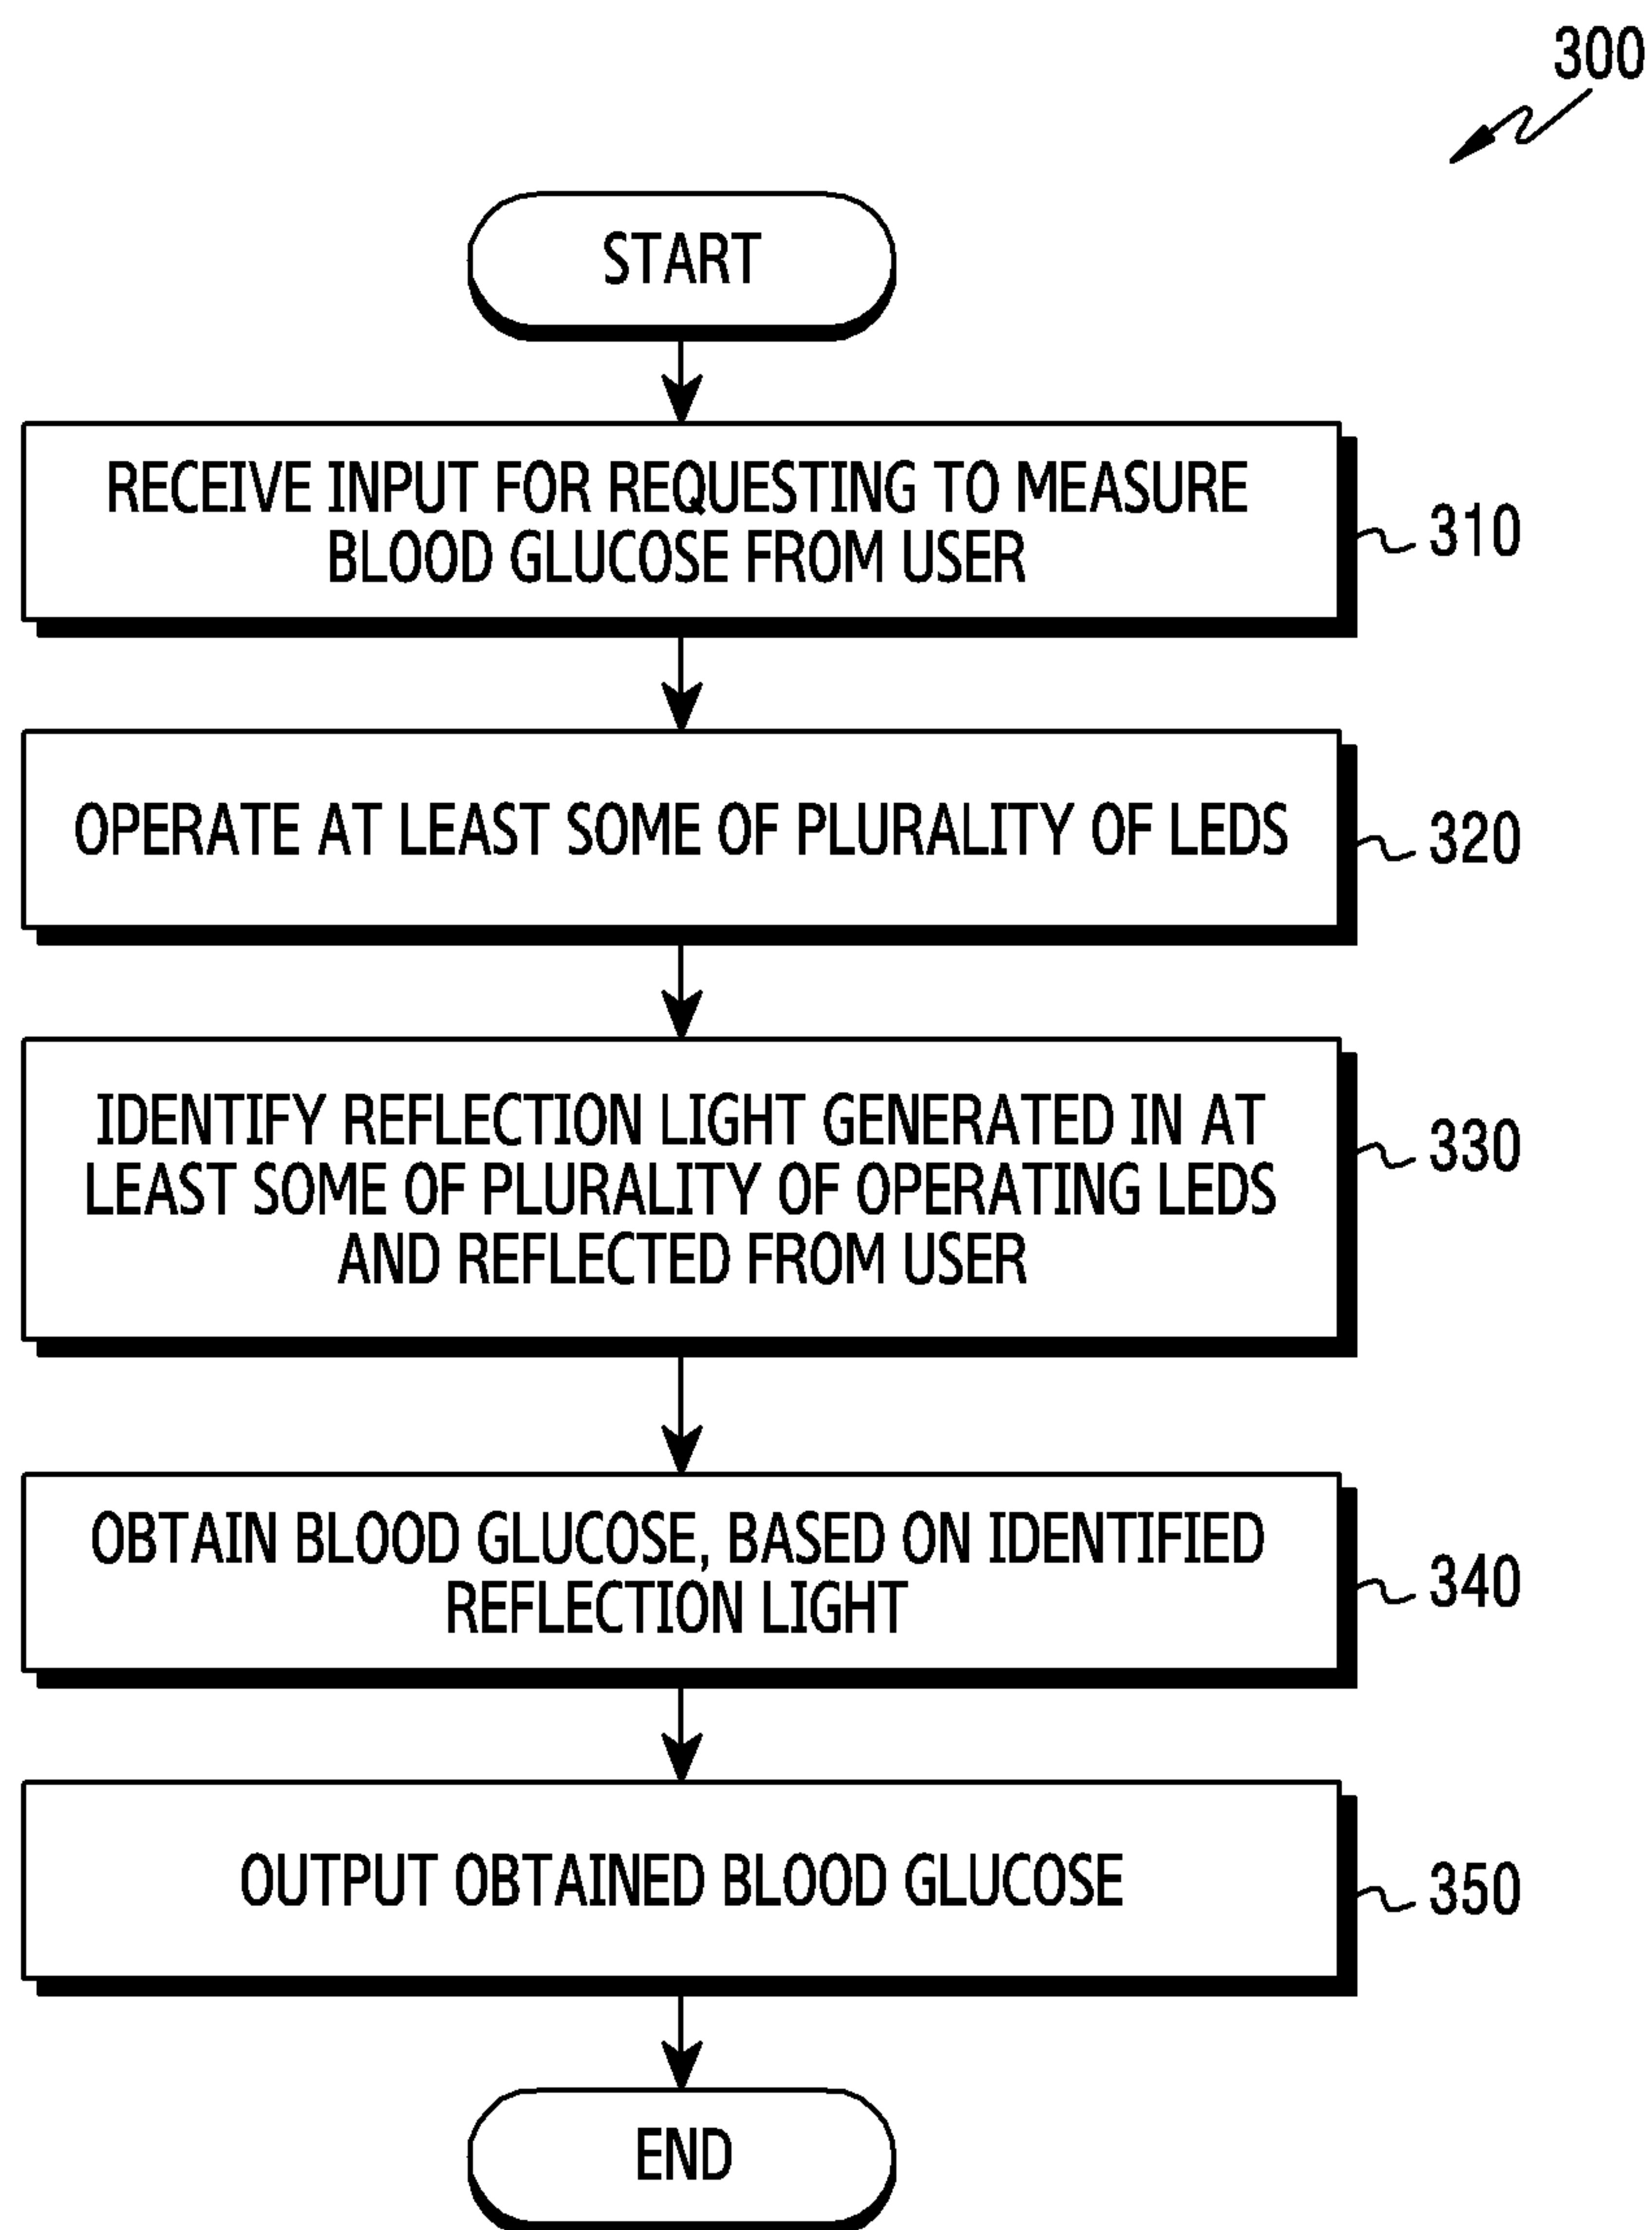 300
START
RECEIVE INPUT FOR REQUESTING TO MEASURE
BLOOD GLUCOSE FROM USER
310
OPERATE AT LEAST SOME OF PLURALITY OF LEDS
320
IDENTIFY REFLECTION LIGHT GENERATED IN AT
LEAST SOME OF PLURALITY OF OPERATING LEDS
AND REFLECTED FROM USER
330
OBTAIN BLOOD GLUCOSE, BASED ON IDENTIFIED
REFLECTION LIGHT
340
OUTPUT OBTAINED BLOOD GLUCOSE
350
END